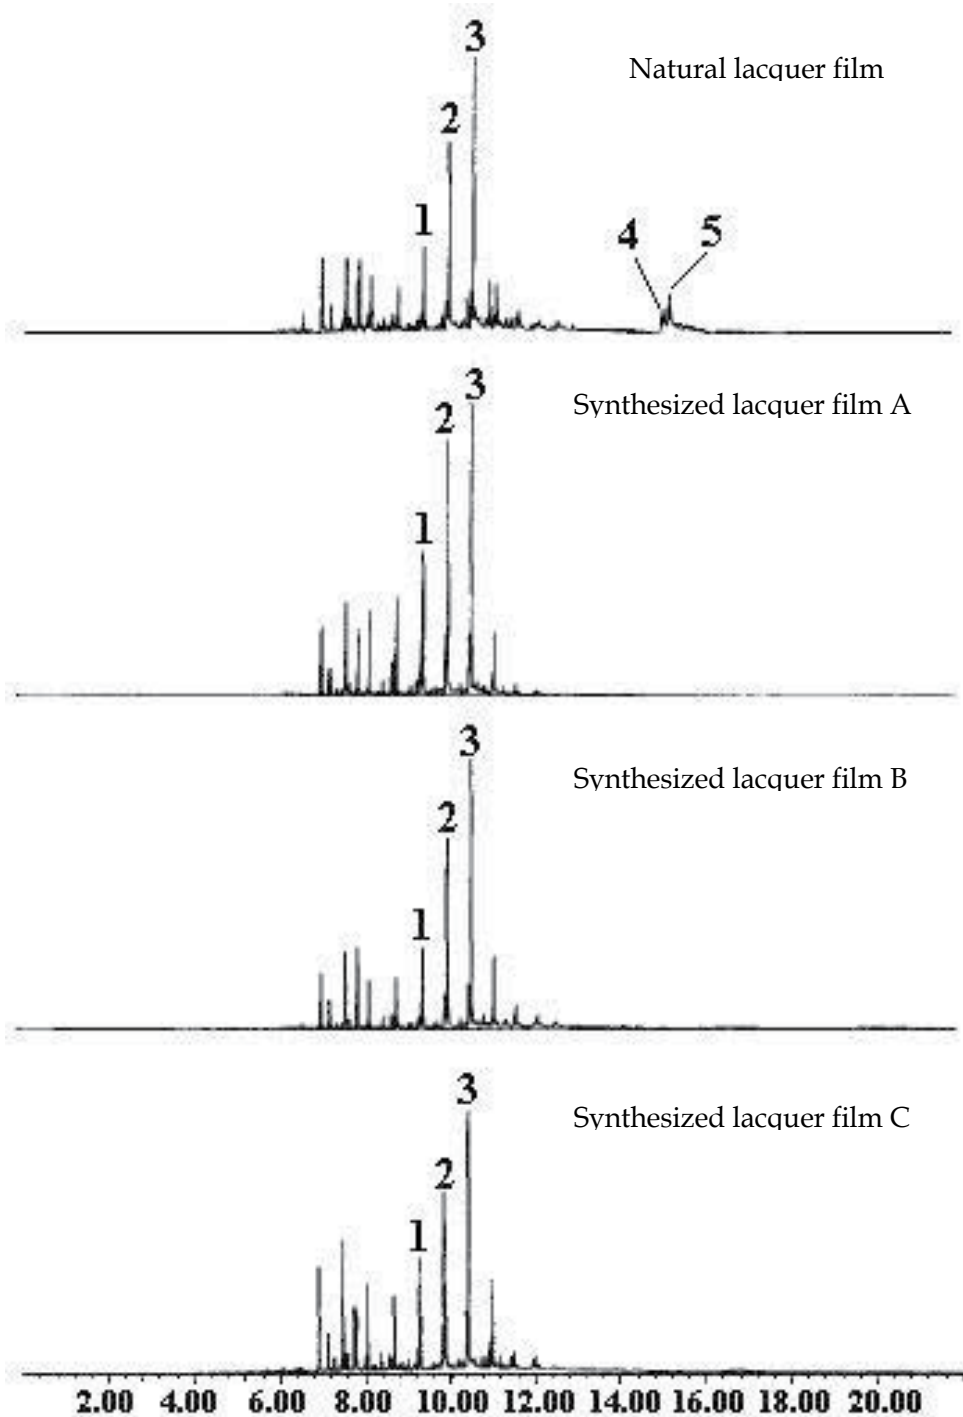 3
Natural lacquer film
2
1
4 5
3
Synthesized lacquer film A
2
1
3
Synthesized lacquer film B
2
1
3
Synthesized lacquer film C
2
1
2.00 4.00 6.00 8.00 10.00 12.00 14.00 16.00 18.00 20.00